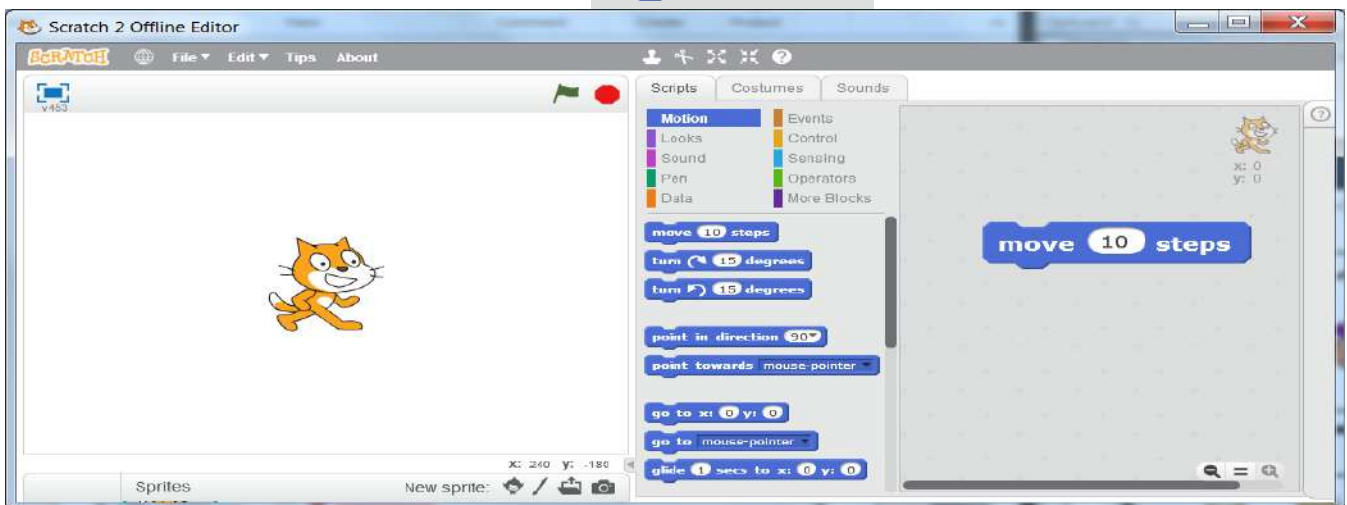 Scratch 2 Offline Editor
SCRATCH File Edit Tips About
v453
Scripts Costumes Sounds
Motion Events
Looks Control
Sound Sensing
Pen Operators
Data More Blocks
move 10 steps
turn 15 degrees
turn 15 degrees
point in direction 90
point towards mouse-pointer
go to x: 0 y: 0
go to mouse-pointer
glide 1 secs to x: 0 y: 0
x: 0
y: 0
move 10 steps
x: 240 y: -180
Sprites New sprite: